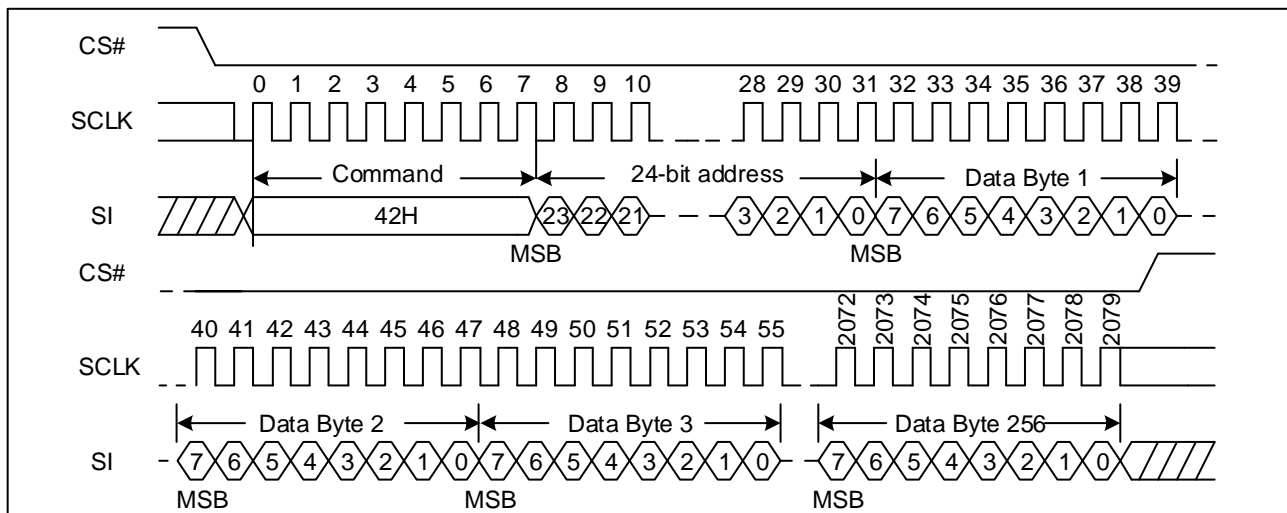 CS#
0 1 2 3 4 5 6 7 8 9 10 28 29 30 31 32 33 34 35 36 37 38 39
SCLK
Command 24-bit address Data Byte 1
SI 42H 23 22 21 3 2 1 0 7 6 5 4 3 2 1 0
MSB MSB
CS#
40 41 42 43 44 45 46 47 48 49 50 51 52 53 54 55 2072 2073 2074 2075 2076 2077 2078 2079
SCLK
Data Byte 2 Data Byte 3 Data Byte 256
SI 7 6 5 4 3 2 1 0 7 6 5 4 3 2 1 0 7 6 5 4 3 2 1 0
MSB MSB MSB